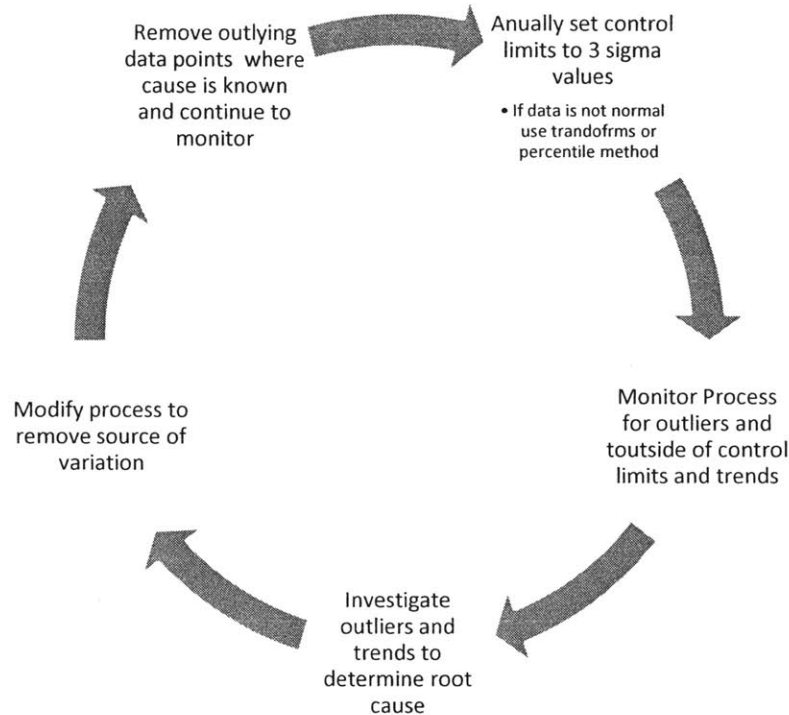 Remove outlying
data points where
cause is known
and continue to
monitor
Anually set control
limits to 3 sigma
values
• If data is not normal
use trandofrms or
percentile method
Monitor Process
for outliers and
toutside of control
limits and trends
Investigate
outliers and
trends to
determine root
cause
Modify process to
remove source of
variation